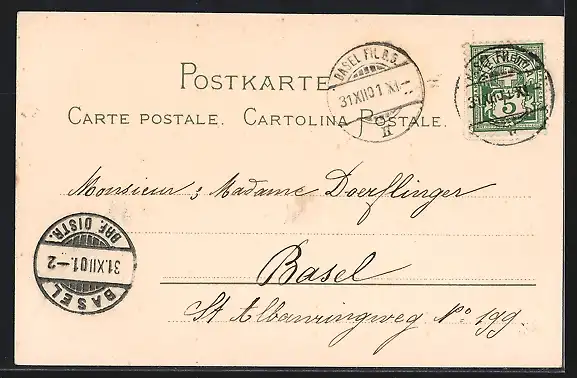 POSTKARTE
CARTE POSTALE. CARTOLINA POSTALE.
BASEL FIL. B.S.
31 XII 01 XI
5
Monsieur & Madame Doerflinger
Basel
St Albanringweg No 199
BRF. DISTR.
31.XII 01.-2
BASEL